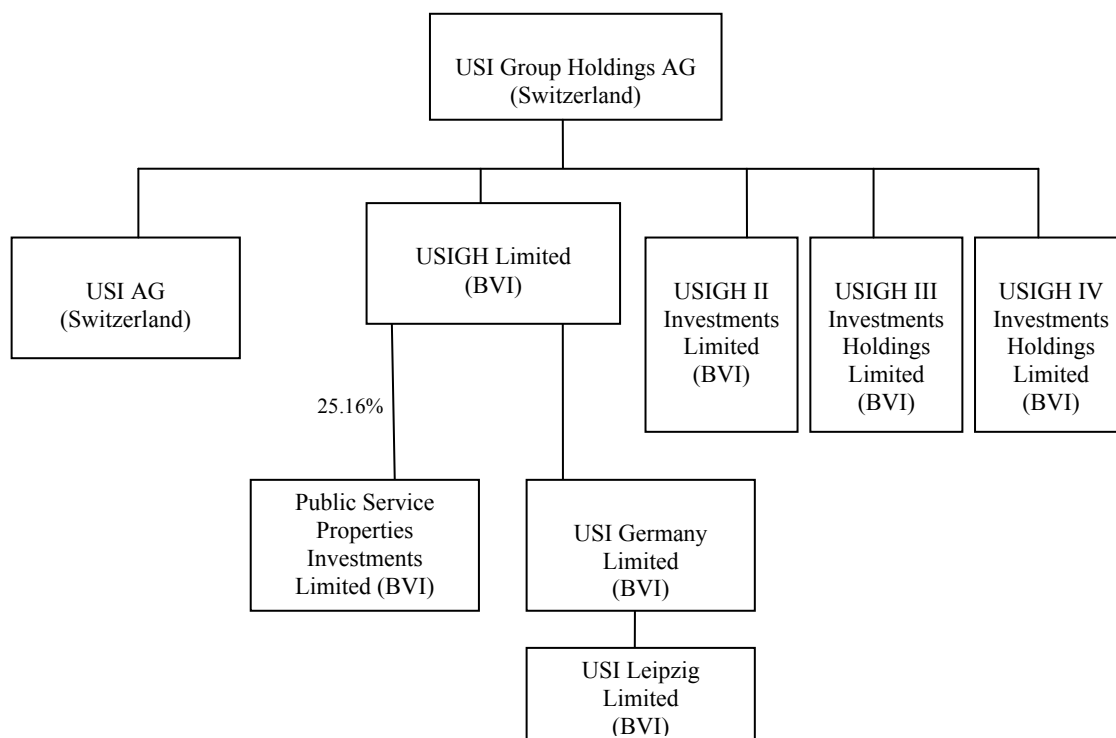 USI Group Holdings AG
(Switzerland)
USI AG
(Switzerland)
USIGH Limited
(BVI)
USIGH II
Investments
Limited
(BVI)
USIGH III
Investments
Holdings
Limited
(BVI)
USIGH IV
Investments
Holdings
Limited
(BVI)
25.16%
Public Service
Properties
Investments
Limited (BVI)
USI Germany
Limited
(BVI)
USI Leipzig
Limited
(BVI)